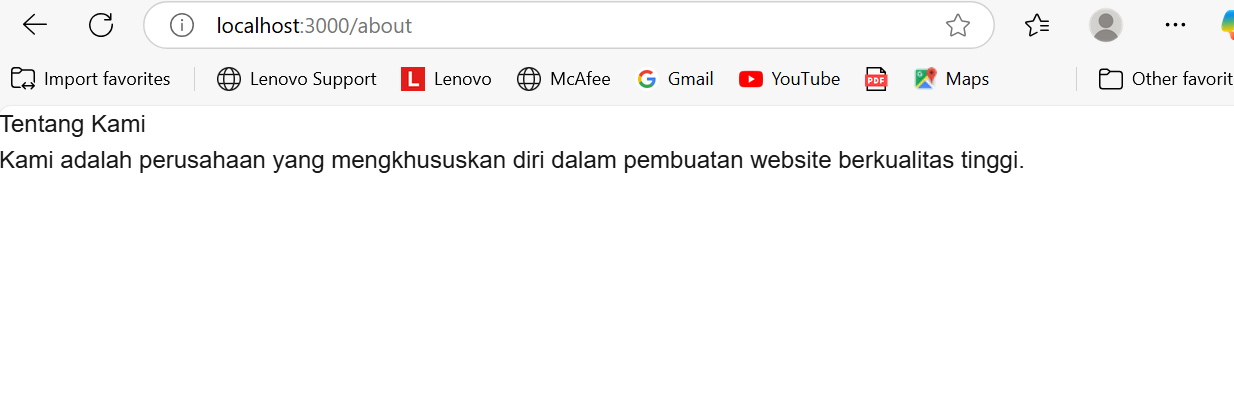 localhost:3000/about
Import favorites Lenovo Support L Lenovo McAfee G Gmail YouTube PDF G Maps Other favorit
Tentang Kami
Kami adalah perusahaan yang mengkhususkan diri dalam pembuatan website berkualitas tinggi.